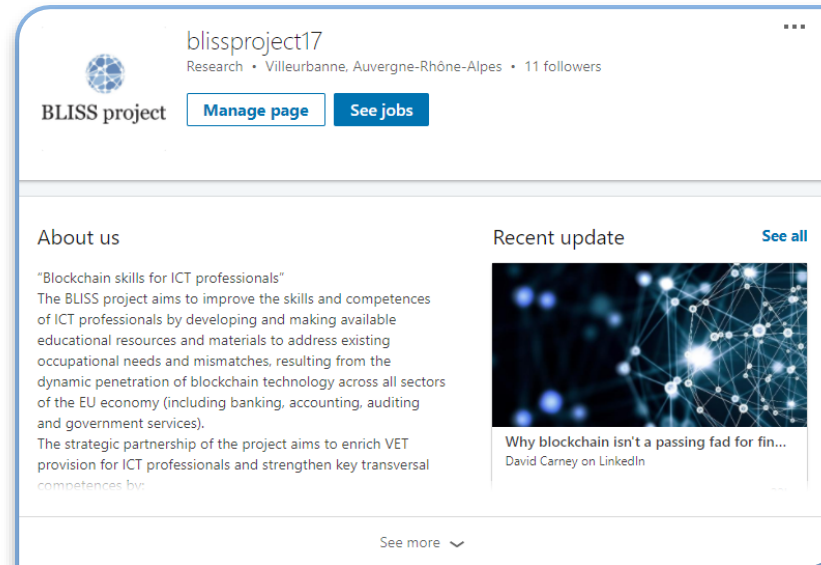 blissproject17
Research • Villeurbanne, Auvergne-Rhône-Alpes • 11 followers
BLISS project
Manage page
See jobs
About us
"Blockchain skills for ICT professionals"
The BLISS project aims to improve the skills and competences
of ICT professionals by developing and making available
educational resources and materials to address existing
occupational needs and mismatches, resulting from the
dynamic penetration of blockchain technology across all sectors
of the EU economy (including banking, accounting, auditing
and government services).
The strategic partnership of the project aims to enrich VET
provision for ICT professionals and strengthen key transversal
competences by:
Recent update
See all
Why blockchain isn't a passing fad for fin...
David Carney on LinkedIn
See more